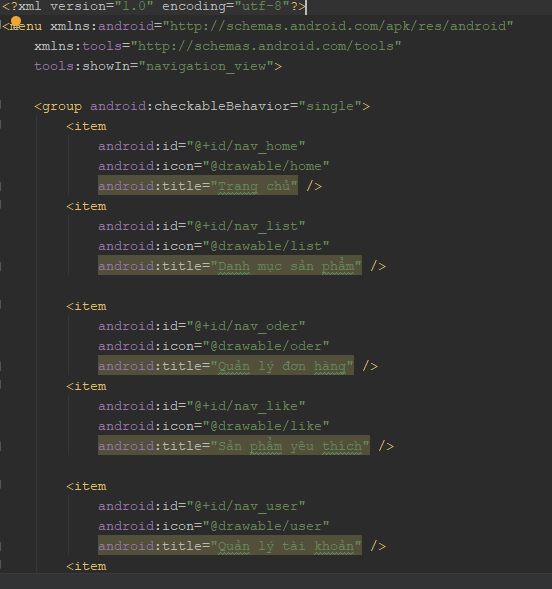 <?xml version="1.0" encoding="utf-8"?>
<menu xmlns:android="http://schemas.android.com/apk/res/android"
xmlns:tools="http://schemas.android.com/tools"
tools:showIn="navigation_view">
<group android:checkableBehavior="single">
<item
android:id="@+id/nav_home"
android:icon="@drawable/home"
android:title="Trang chủ" />
<item
android:id="@+id/nav_list"
android:icon="@drawable/list"
android:title="Danh mục sản phẩm" />
<item
android:id="@+id/nav_oder"
android:icon="@drawable/oder"
android:title="Quản lý đơn hàng" />
<item
android:id="@+id/nav_like"
android:icon="@drawable/like"
android:title="Sản phẩm yêu thích" />
<item
android:id="@+id/nav_user"
android:icon="@drawable/user"
android:title="Quản lý tài khoản" />
<item